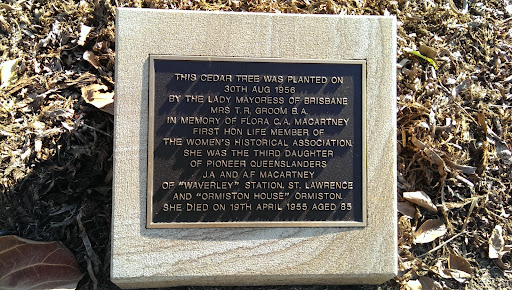 THIS CEDAR TREE WAS PLANTED ON
30TH AUG 1956
BY THE LADY MAYORESS OF BRISBANE
MRS T.R. GROOM B.A.
IN MEMORY OF FLORA C.A. MACARTNEY
FIRST HON LIFE MEMBER OF
THE WOMEN'S HISTORICAL ASSOCIATION.
SHE WAS THE THIRD DAUGHTER
OF PIONEER QUEENSLANDERS
J.A AND A.F MACARTNEY
OF "WAVERLEY" STATION, ST. LAWRENCE
AND "ORMISTON HOUSE" ORMISTON.
SHE DIED ON 19TH APRIL 1955 AGED 85